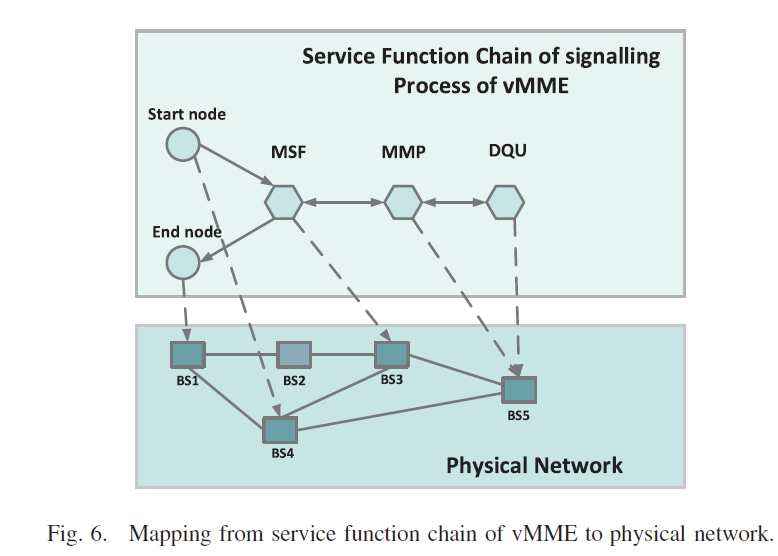 Service Function Chain of signalling
Process of vMME
Start node
MSF
MMP
DQU
End node
BS1
BS2
BS3
BS4
BS5
Physical Network
Fig. 6. Mapping from service function chain of vMME to physical network.